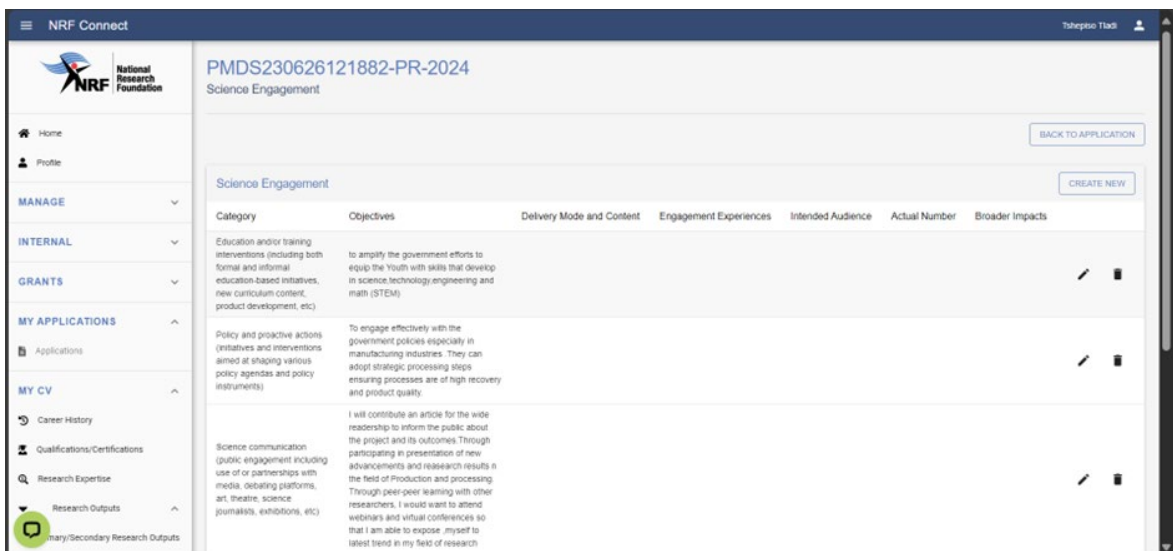 NRF Connect
Tshepiso Tladi
NRF
National
Research
Foundation
Home
Profile
MANAGE
INTERNAL
GRANTS
MY APPLICATIONS
Applications
MY CV
Career History
Qualifications/Certifications
Research Expertise
Research Outputs
mary/Secondary Research Outputs
PMDS230626121882-PR-2024
Science Engagement
BACK TO APPLICATION
Science Engagement
CREATE NEW
Category Objectives Delivery Mode and Content Engagement Experiences Intended Audience Actual Number Broader Impacts
Education and/or training
interventions (including both
formal and informal
education-based initiatives,
new curriculum content,
product development, etc)
to amplify the government efforts to
equip the Youth with skills that develop
in science,technology,engineering and
math (STEM)
Policy and proactive actions
(initiatives and interventions
aimed at shaping various
policy agendas and policy
instruments)
To engage effectively with the
government policies especially in
manufacturing industries. They can
adopt strategic processing steps
ensuring processes are of high recovery
and product quality.
Science communication
(public engagement including
use of or partnerships with
media, debating platforms,
art, theatre, science
journalists, exhibitions, etc)
I will contribute an article for the wide
readership to inform the public about
the project and its outcomes.Through
participating in presentation of new
advancements and reasearch results n
the field of Production and processing.
Through peer-peer learning with other
researchers, I would want to attend
webinars and virtual conferences so
that I am able to expose ,myself to
latest trend in my field of research